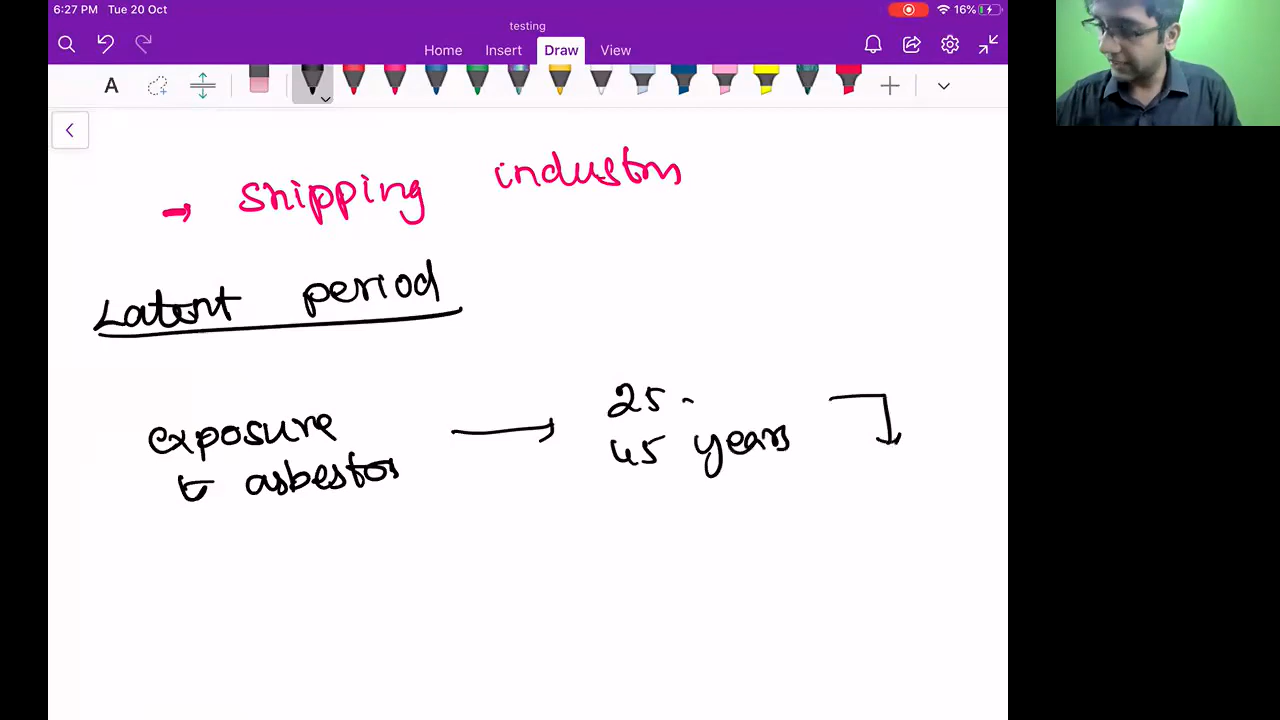 6:27 PM Tue 20 Oct
16%
testing
Home Insert Draw View
A
→ shipping industry
Latent period
exposure → 25 -
to asbestos 45 years